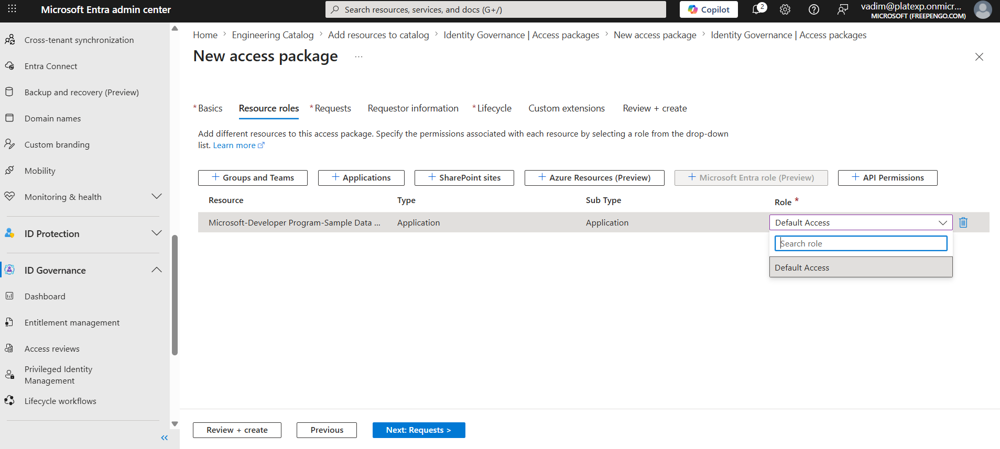 Microsoft Entra admin center
Search resources, services, and docs (G+/)
Copilot
2
vadim@platexp.onmicr...
MICROSOFT (FREEPENGO.COM)
Cross-tenant synchronization
Entra Connect
Backup and recovery (Preview)
Domain names
Custom branding
Mobility
Monitoring & health
ID Protection
ID Governance
Dashboard
Entitlement management
Access reviews
Privileged Identity
Management
Lifecycle workflows
Home > Engineering Catalog > Add resources to catalog > Identity Governance | Access packages > New access package > Identity Governance | Access packages
New access package ...
* Basics
Resource roles
* Requests
Requestor information
* Lifecycle
Custom extensions
Review + create
Add different resources to this access package. Specify the permissions associated with each resource by selecting a role from the drop-down
list. Learn more
+ Groups and Teams
+ Applications
+ SharePoint sites
+ Azure Resources (Preview)
+ Microsoft Entra role (Preview)
+ API Permissions
Resource Type Sub Type Role *
Microsoft-Developer Program-Sample Data ... Application Application Default Access
Search role
Default Access
Review + create
Previous
Next: Requests >